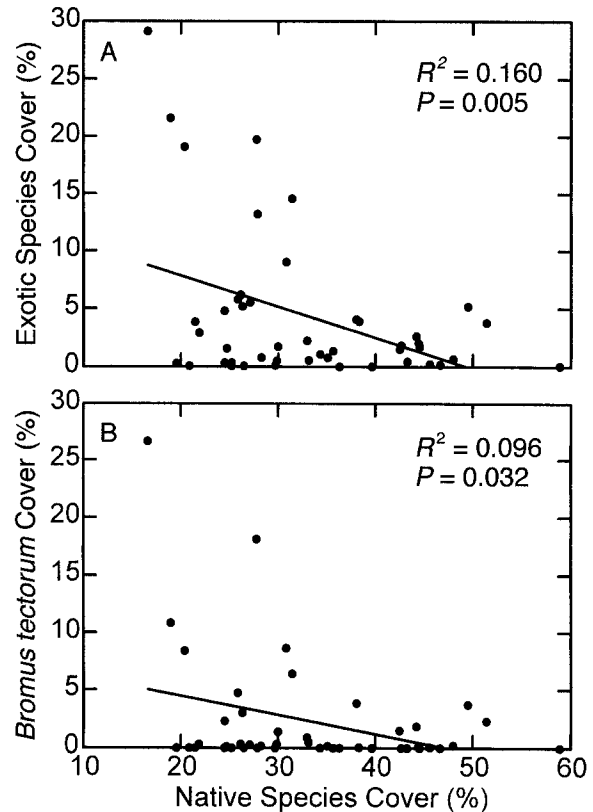 30
25
20
15
10
5
0
Exotic Species Cover (%)
A
R² = 0.160
P = 0.005
30
25
20
15
10
5
0
Bromus tectorum Cover (%)
B
R² = 0.096
P = 0.032
10 20 30 40 50 60
Native Species Cover (%)